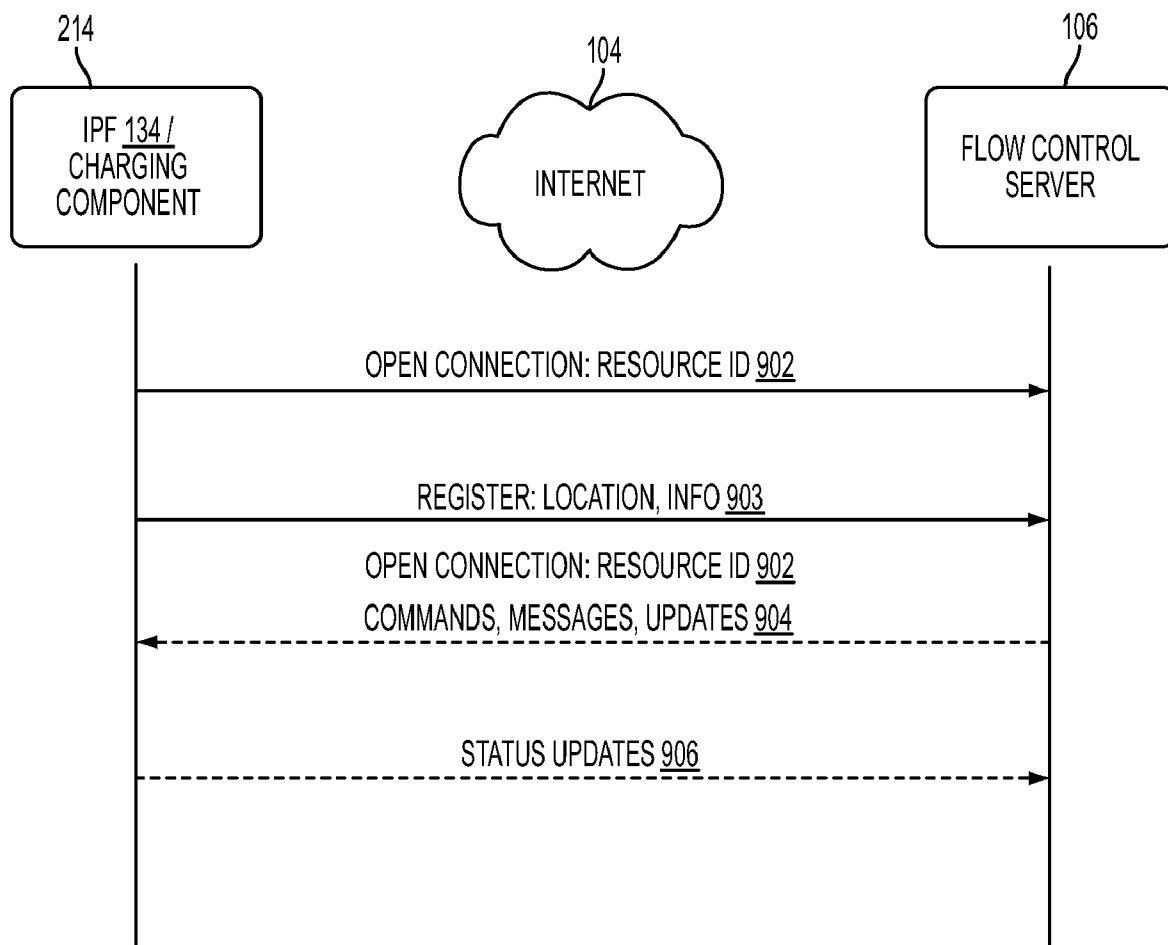 214
104
106
IPF 134 /
CHARGING
COMPONENT
INTERNET
FLOW CONTROL
SERVER
OPEN CONNECTION: RESOURCE ID 902
REGISTER: LOCATION, INFO 903
OPEN CONNECTION: RESOURCE ID 902
COMMANDS, MESSAGES, UPDATES 904
STATUS UPDATES 906